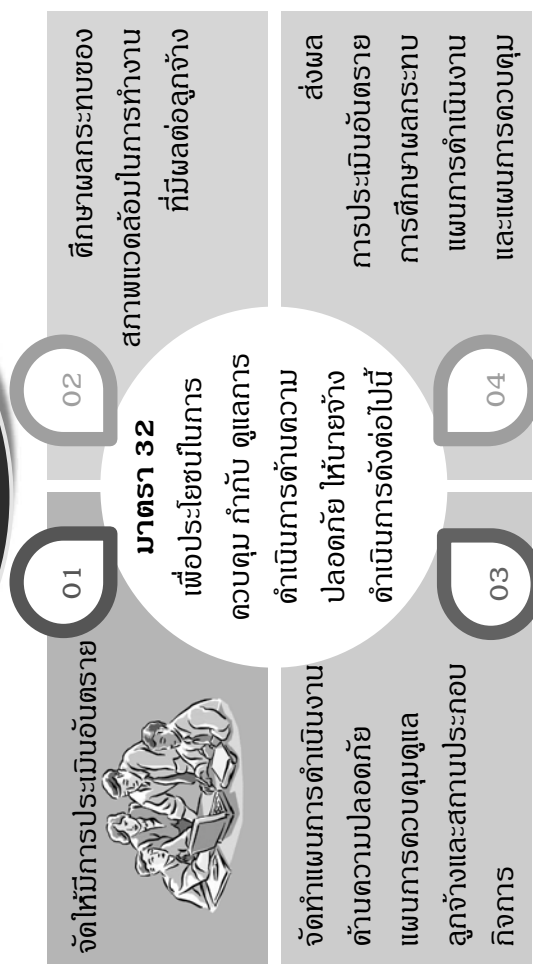 มาตรา 32
เพื่อประโยชน์ในการ
ควบคุม กำกับ ดูแลการ
ดำเนินการด้านความ
ปลอดภัย ให้นายจ้าง
ดำเนินการดังต่อไปนี้
01
จัดให้มีการประเมินอันตราย
02
ศึกษาผลกระทบของ
สภาพแวดล้อมในการทำงาน
ที่มีผลต่อลูกจ้าง
03
จัดทำแผนการดำเนินงาน
ด้านความปลอดภัย
แผนการควบคุมดูแล
ลูกจ้างและสถานประกอบ
กิจการ
04
ส่งผล
การประเมินอันตราย
การศึกษาผลกระทบ
แผนการดำเนินงาน
และแผนการควบคุม